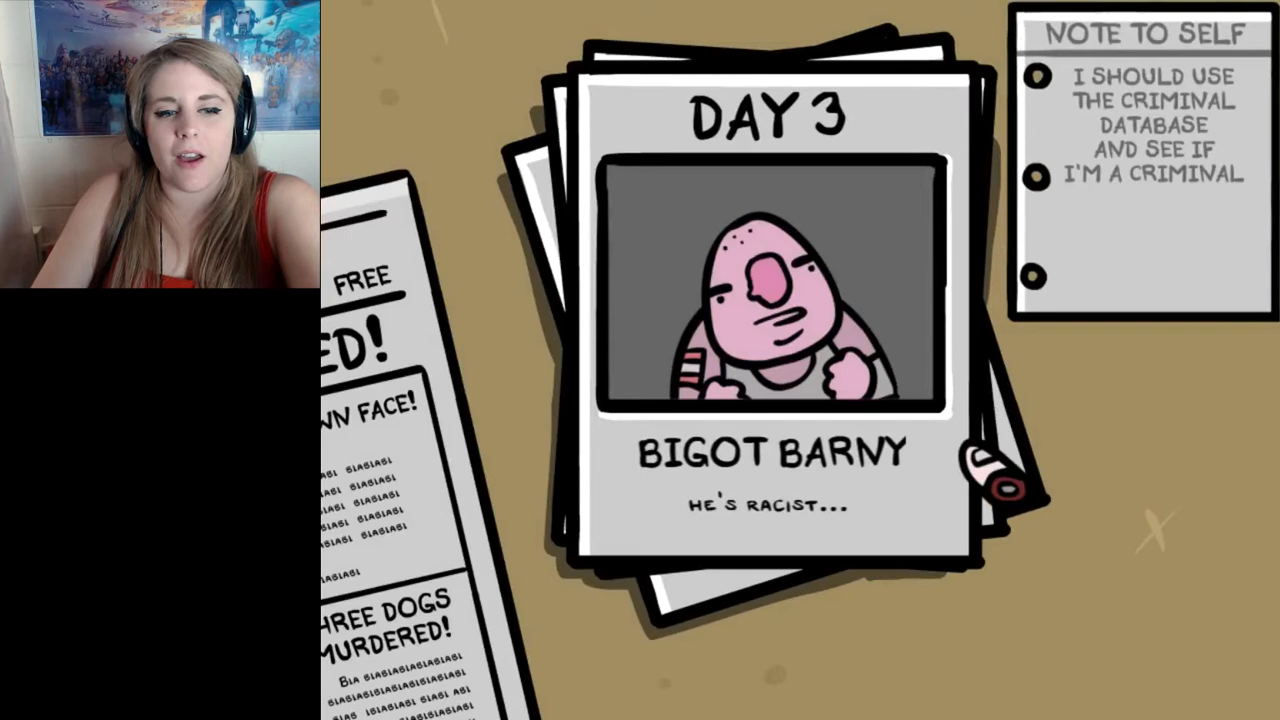 DAY 3
BIGOT BARNY
HE'S RACIST...
NOTE TO SELF
I SHOULD USE
THE CRIMINAL
DATABASE
AND SEE IF
I'M A CRIMINAL
FREE
ED!
WN FACE!
HREE DOGS
MURDERED!